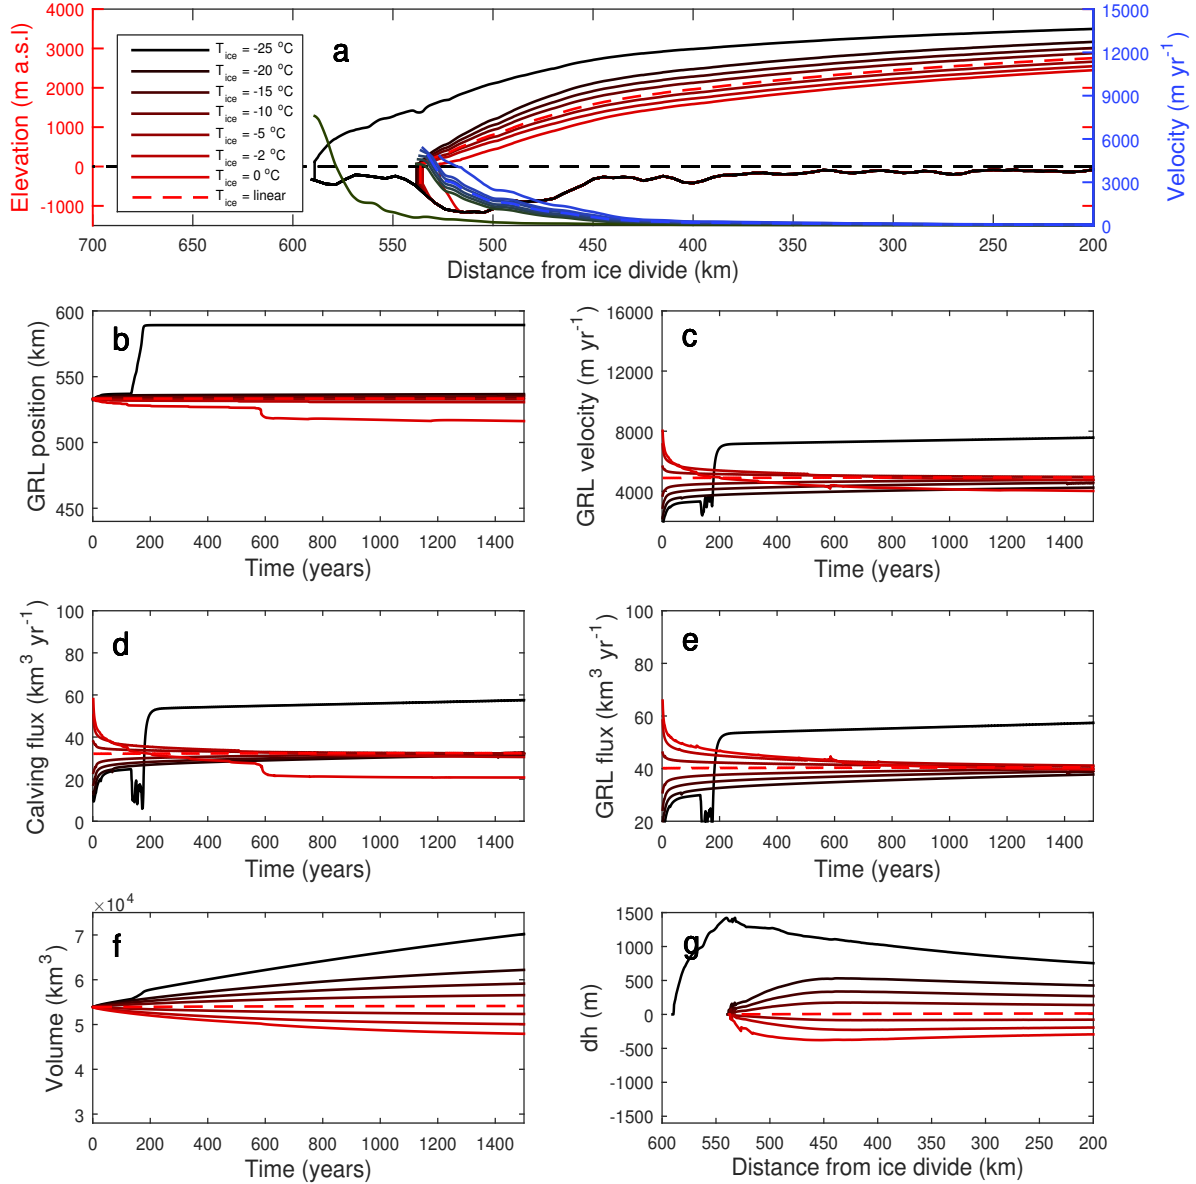 a
Elevation (m a.s.l)
4000
3000
2000
1000
0
-1000
T_ice = -25 °C
T_ice = -20 °C
T_ice = -15 °C
T_ice = -10 °C
T_ice = -5 °C
T_ice = -2 °C
T_ice = 0 °C
T_ice = linear
15000
12000
9000
6000
3000
0
Velocity (m yr⁻¹)
700 650 600 550 500 450 400 350 300 250 200
Distance from ice divide (km)
b
GRL position (km)
600
550
500
450
0 200 400 600 800 1000 1200 1400
Time (years)
c
GRL velocity (m yr⁻¹)
16000
12000
8000
4000
0 200 400 600 800 1000 1200 1400
Time (years)
d
Calving flux (km³ yr⁻¹)
100
80
60
40
20
0
0 200 400 600 800 1000 1200 1400
Time (years)
e
GRL flux (km³ yr⁻¹)
100
80
60
40
20
0 200 400 600 800 1000 1200 1400
Time (years)
f
Volume (km³)
×10⁴
7
6
5
4
3
0 200 400 600 800 1000 1200 1400
Time (years)
g
dh (m)
1500
1000
500
0
-500
-1000
-1500
600 550 500 450 400 350 300 250 200
Distance from ice divide (km)